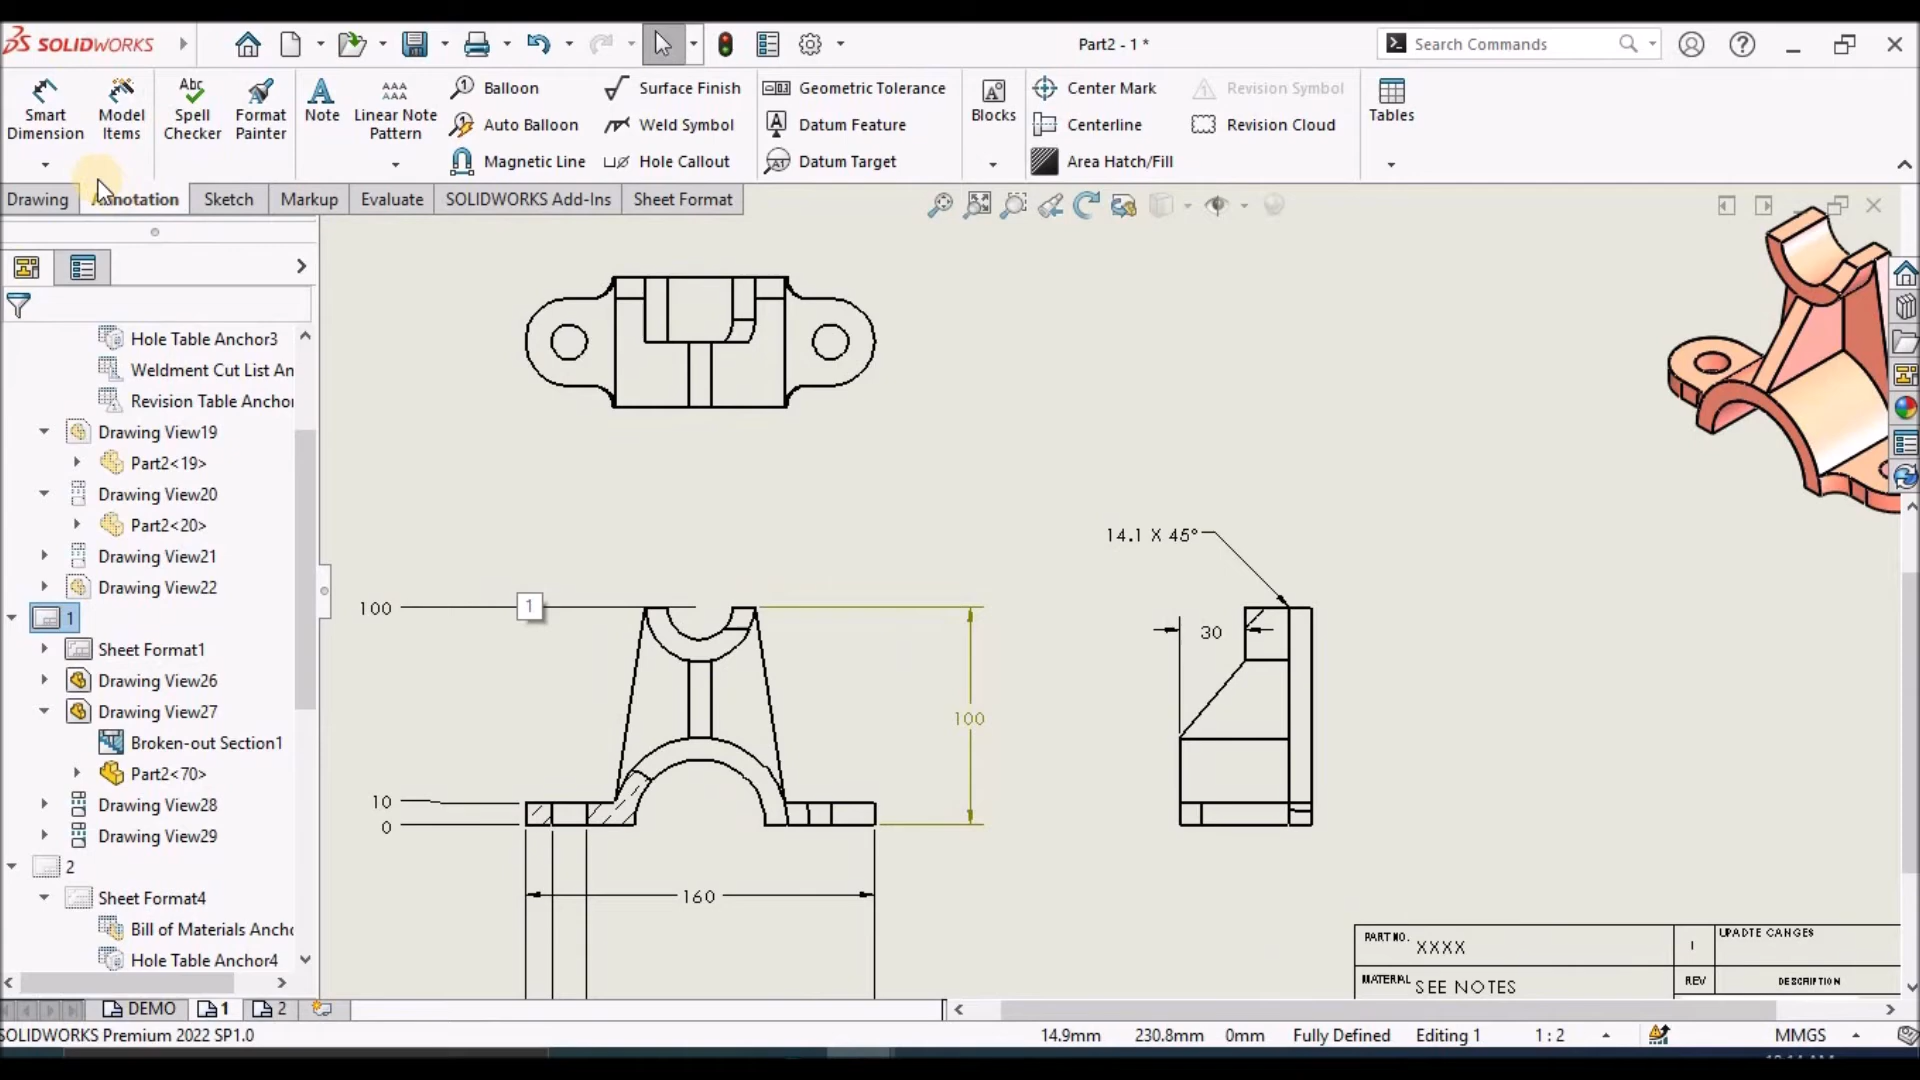 SOLIDWORKS
Part2 - 1 *
Search Commands
Smart Dimension
Model Items
Spell Checker
Format Painter
Note
Linear Note Pattern
Balloon
Auto Balloon
Magnetic Line
Surface Finish
Weld Symbol
Hole Callout
Geometric Tolerance
Datum Feature
Datum Target
Blocks
Center Mark
Centerline
Area Hatch/Fill
Revision Symbol
Revision Cloud
Tables
Drawing
Annotation
Sketch
Markup
Evaluate
SOLIDWORKS Add-Ins
Sheet Format
Hole Table Anchor3
Weldment Cut List An
Revision Table Anchor
Drawing View19
Part2<19>
Drawing View20
Part2<20>
Drawing View21
Drawing View22
1
Sheet Format1
Drawing View26
Drawing View27
Broken-out Section1
Part2<70>
Drawing View28
Drawing View29
2
Sheet Format4
Bill of Materials Ancho
Hole Table Anchor4
14.1 X 45°
100
1
30
100
10
0
160
PART NO.
XXXX
1
UPADTE CANGES
MATERIAL
SEE NOTES
REV
DESCRIPTION
DEMO
1
2
SOLIDWORKS Premium 2022 SP1.0
14.9mm
230.8mm
0mm
Fully Defined
Editing 1
1 : 2
MMGS